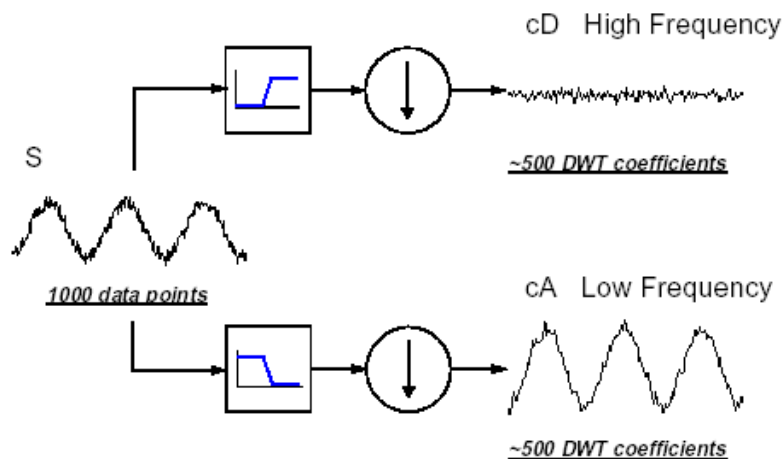 cD High Frequency
~500 DWT coefficients
S
1000 data points
cA Low Frequency
~500 DWT coefficients